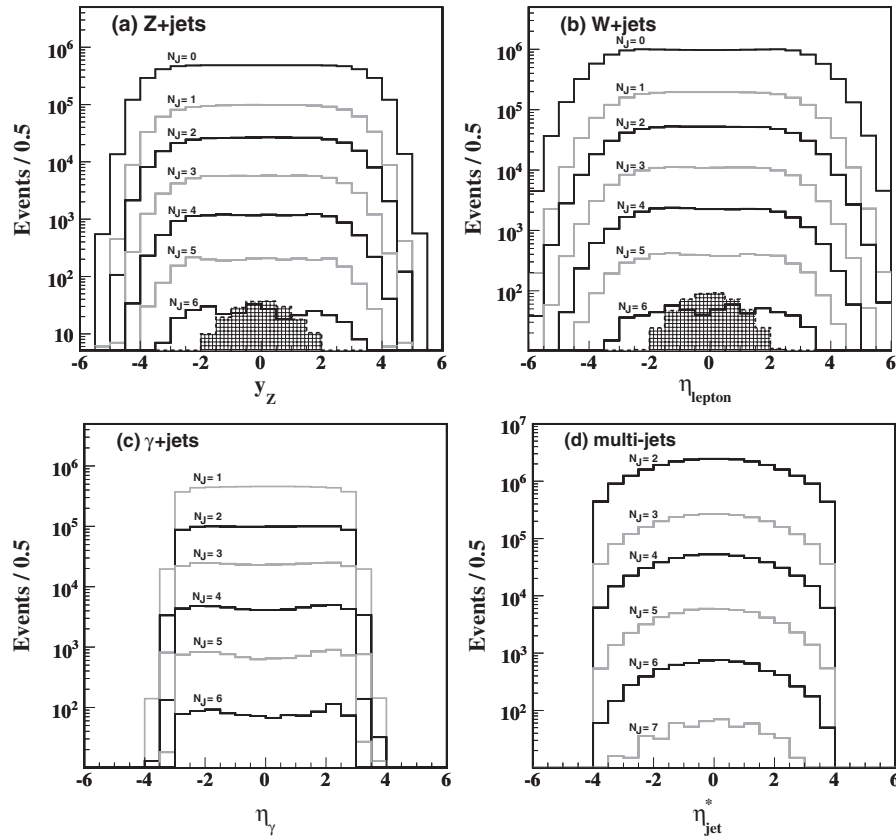 (a) Z+jets
Events / 0.5
10^6
10^5
10^4
10^3
10^2
10
N_J= 0
N_J= 1
N_J= 2
N_J= 3
N_J= 4
N_J= 5
N_J= 6
-6 -4 -2 0 2 4 6
y_Z
(b) W+jets
Events / 0.5
10^6
10^5
10^4
10^3
10^2
N_J= 0
N_J= 1
N_J= 2
N_J= 3
N_J= 4
N_J= 5
N_J= 6
-6 -4 -2 0 2 4 6
η_lepton
(c) γ+jets
Events / 0.5
10^6
10^5
10^4
10^3
10^2
N_J= 1
N_J= 2
N_J= 3
N_J= 4
N_J= 5
N_J= 6
-6 -4 -2 0 2 4 6
η_γ
(d) multi-jets
Events / 0.5
10^7
10^6
10^5
10^4
10^3
10^2
N_J= 2
N_J= 3
N_J= 4
N_J= 5
N_J= 6
N_J= 7
-6 -4 -2 0 2 4 6
η*_jet